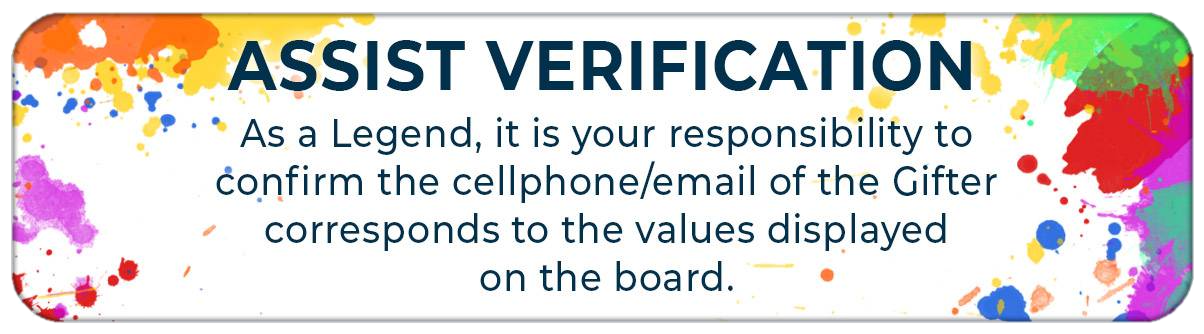 ASSIST VERIFICATION
As a Legend, it is your responsibility to
confirm the cellphone/email of the Gifter
corresponds to the values displayed
on the board.